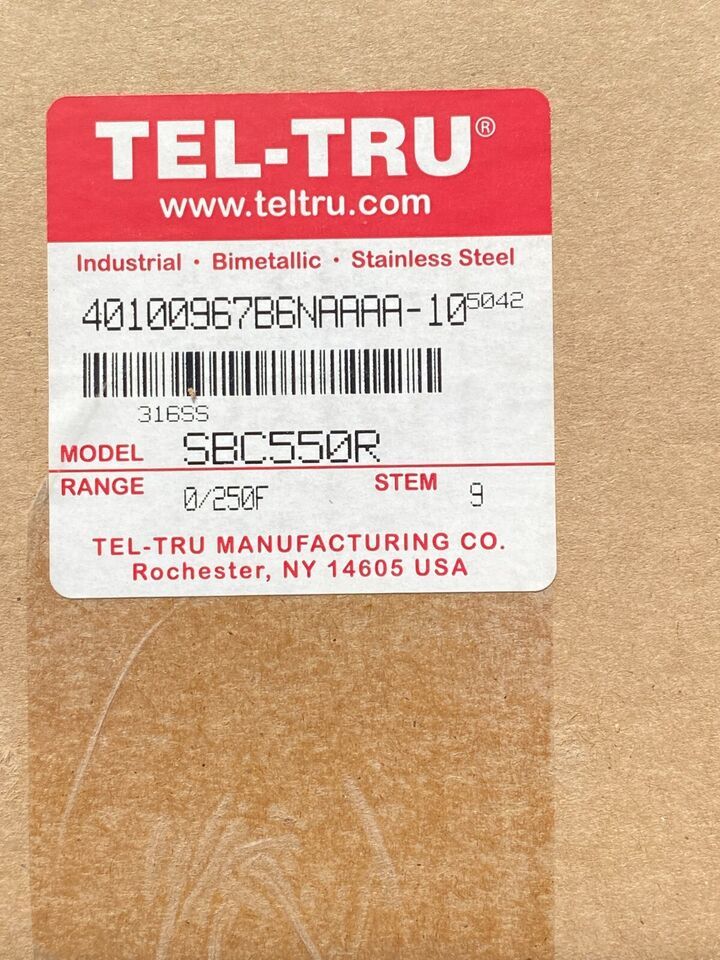 TEL-TRU®
www.teltru.com
Industrial • Bimetallic • Stainless Steel
40100967B6NAAAA-10 5042
316SS
MODEL SBC550R
RANGE 0/250F STEM 9
TEL-TRU MANUFACTURING CO.
Rochester, NY 14605 USA